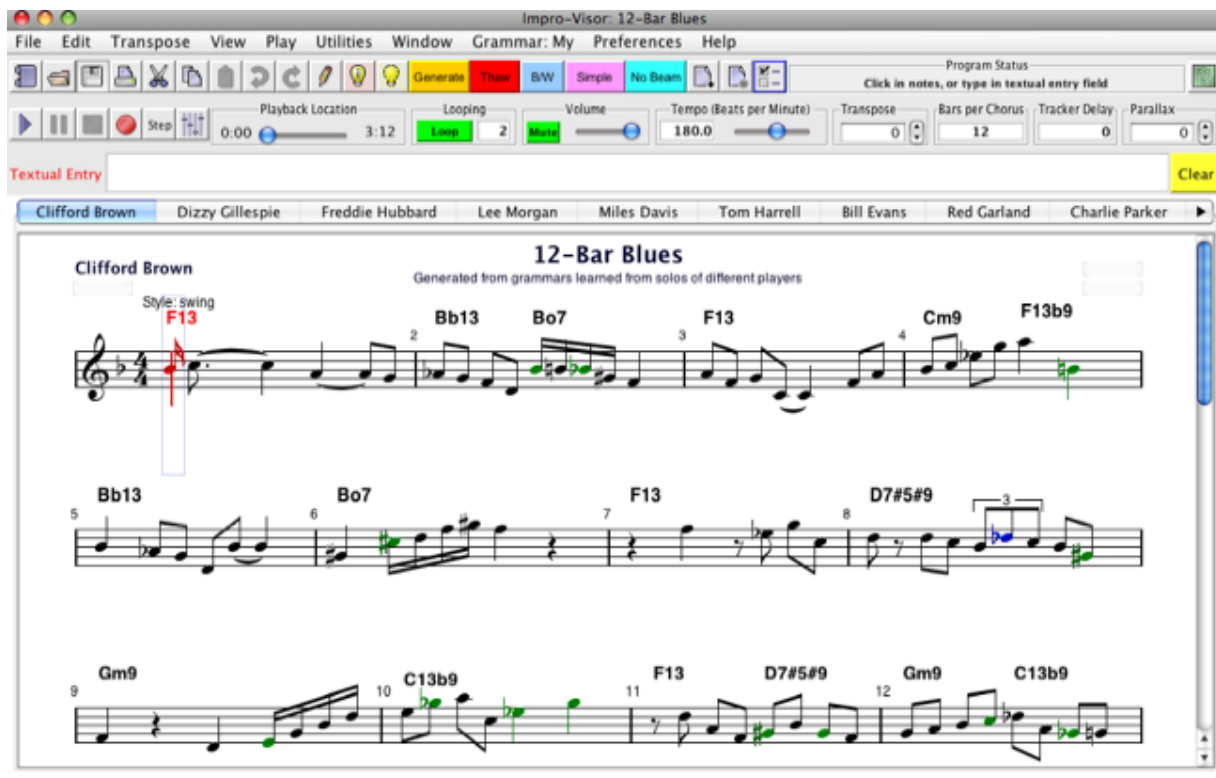 Impro-Visor: 12-Bar Blues
File Edit Transpose View Play Utilities Window Grammar: My Preferences Help
Generate Thaw B/W Simple No Beam Program Status
Click in notes, or type in textual entry field
Playback Location Looping Volume Tempo (Beats per Minute) Transpose Bars per Chorus Tracker Delay Parallax
Step 0:00 3:12 Loop 2 Mute 180.0 0 12 0 0
Textual Entry Clear
Clifford Brown Dizzy Gillespie Freddie Hubbard Lee Morgan Miles Davis Tom Harrell Bill Evans Red Garland Charlie Parker
12-Bar Blues
Clifford Brown
Generated from grammars learned from solos of different players
Style: swing
F13 Bb13 Bo7 F13 Cm9 F13b9
2 3 4
4
4
Bb13 Bo7 F13 D7#5#9
5 6 7 8 3
Gm9 C13b9 F13 D7#5#9 Gm9 C13b9
9 10 11 12